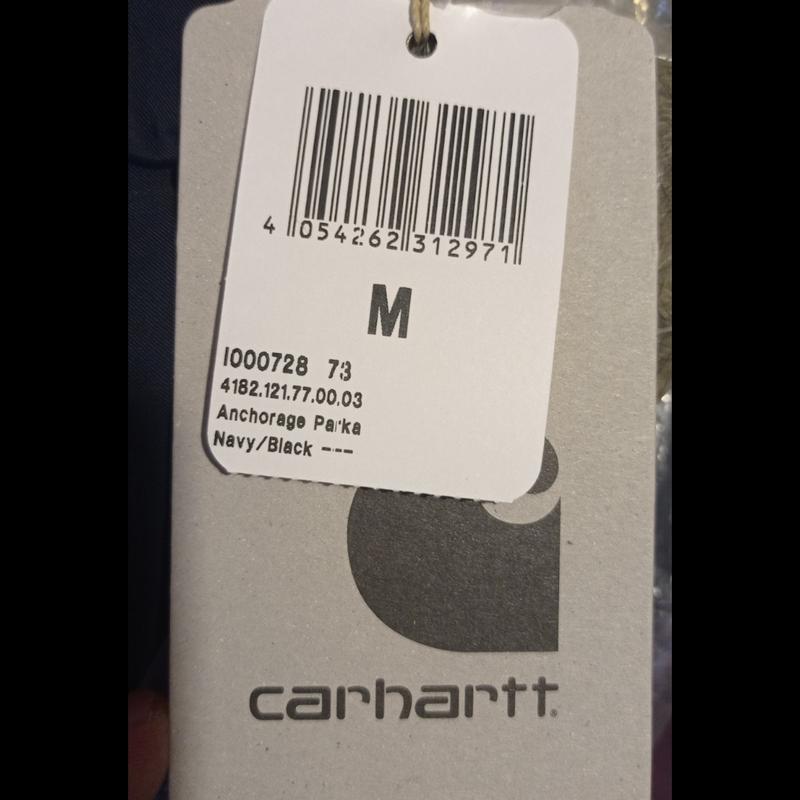 4 054262 312971
M
I000728 73
4182.121.77.00.03
Anchorage Parka
Navy/Black ---
carhartt®